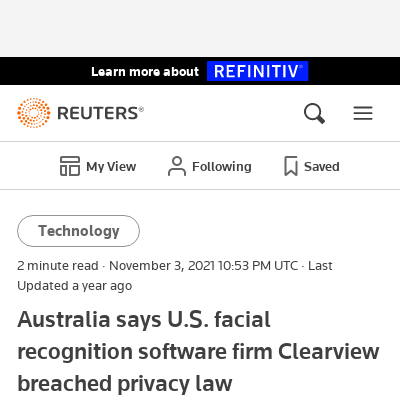 Learn more about REFINITIV
REUTERS®
My View Following Saved
Technology
2 minute read · November 3, 2021 10:53 PM UTC · Last
Updated a year ago
Australia says U.S. facial
recognition software firm Clearview
breached privacy law